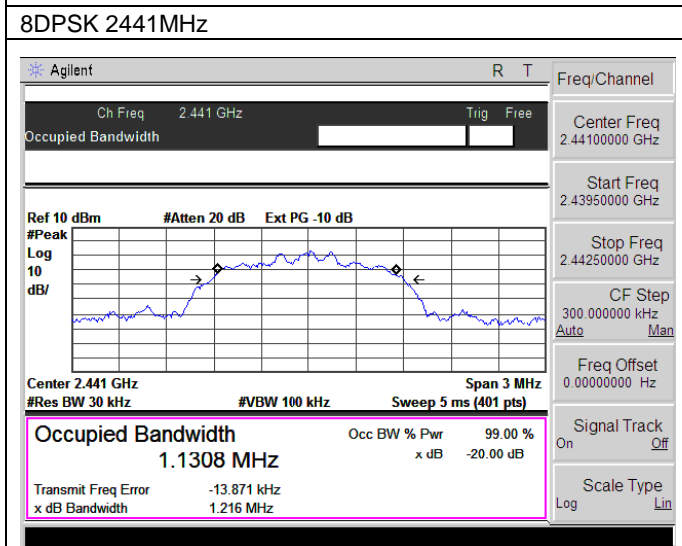 8DPSK 2441MHz
Agilent R T
Freq/Channel
Ch Freq 2.441 GHz Trig Free
Occupied Bandwidth
Center Freq
2.44100000 GHz
Start Freq
2.43950000 GHz
Stop Freq
2.44250000 GHz
CF Step
300.000000 kHz
Auto Man
Freq Offset
0.00000000 Hz
Signal Track
On Off
Scale Type
Log Lin
Ref 10 dBm #Atten 20 dB Ext PG -10 dB
#Peak
Log
10
dB/
Center 2.441 GHz Span 3 MHz
#Res BW 30 kHz #VBW 100 kHz Sweep 5 ms (401 pts)
Occupied Bandwidth Occ BW % Pwr 99.00 %
1.1308 MHz x dB -20.00 dB
Transmit Freq Error -13.871 kHz
x dB Bandwidth 1.216 MHz